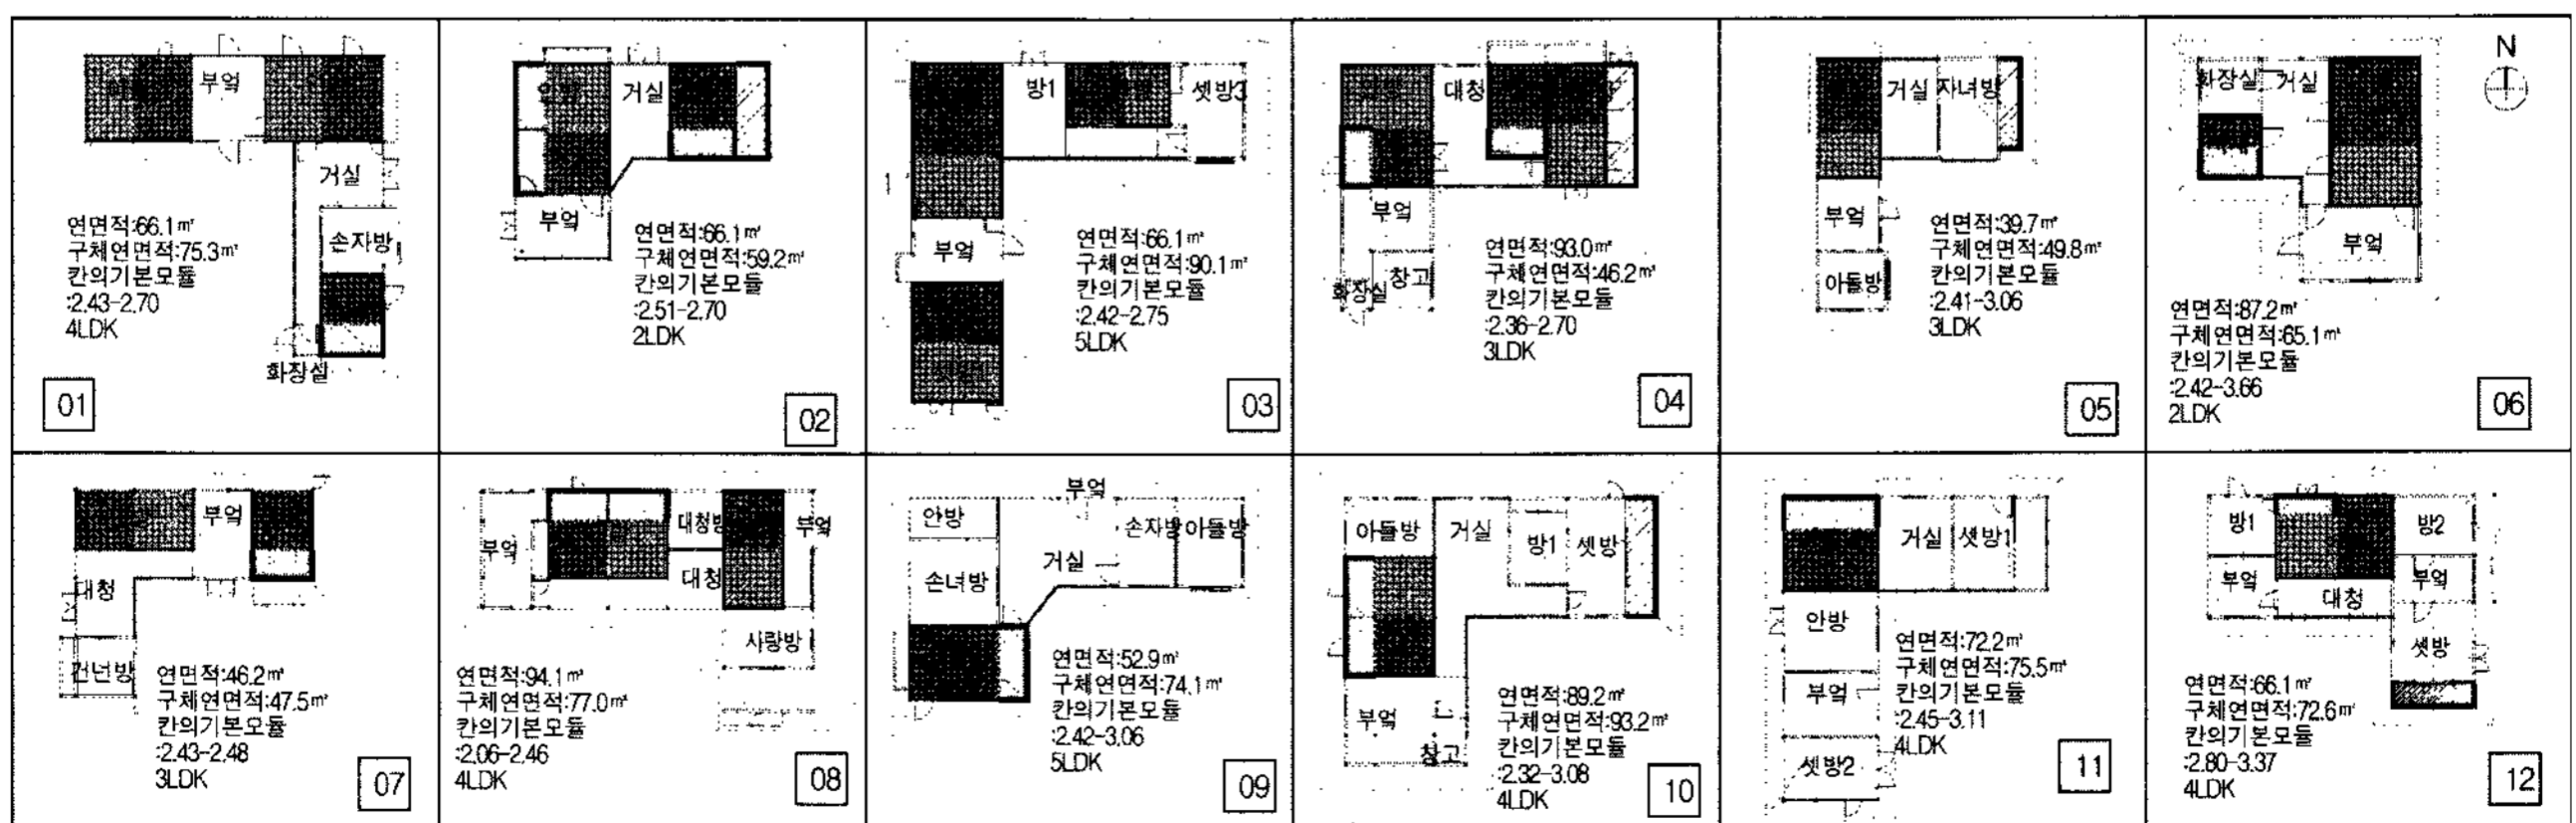 부엌
거실
손자방
연면적:66.1㎡
구체연면적:75.3㎡
칸의기본모듈
:2.43-2.70
4LDK
화장실
01
안방
거실
부엌
연면적:66.1㎡
구체연면적:59.2㎡
칸의기본모듈
:2.51-2.70
2LDK
02
방1
셋방3
부엌
연면적:66.1㎡
구체연면적:90.1㎡
칸의기본모듈
:2.42-2.75
5LDK
03
대청
부엌
창고
화장실
연면적:93.0㎡
구체연면적:46.2㎡
칸의기본모듈
:2.36-2.70
3LDK
04
거실
자녀방
부엌
아들방
연면적:39.7㎡
구체연면적:49.8㎡
칸의기본모듈
:2.41-3.06
3LDK
05
N
화장실
거실
부엌
연면적:87.2㎡
구체연면적:65.1㎡
칸의기본모듈
:2.42-3.66
2LDK
06
부엌
대청
건넌방
연면적:46.2㎡
구체연면적:47.5㎡
칸의기본모듈
:2.43-2.48
3LDK
07
부엌
대청방
부엌
대청
사랑방
연면적:94.1㎡
구체연면적:77.0㎡
칸의기본모듈
:2.06-2.46
4LDK
08
부엌
안방
손자방
아들방
거실
손녀방
연면적:52.9㎡
구체연면적:74.1㎡
칸의기본모듈
:2.42-3.06
5LDK
09
아들방
거실
방1
셋방
부엌
창고
연면적:89.2㎡
구체연면적:93.2㎡
칸의기본모듈
:2.32-3.08
4LDK
10
거실
셋방1
안방
부엌
셋방2
연면적:72.2㎡
구체연면적:75.5㎡
칸의기본모듈
:2.45-3.11
4LDK
11
방1
방2
부엌
부엌
대청
셋방
연면적:66.1㎡
구체연면적:72.6㎡
칸의기본모듈
:2.80-3.37
4LDK
12